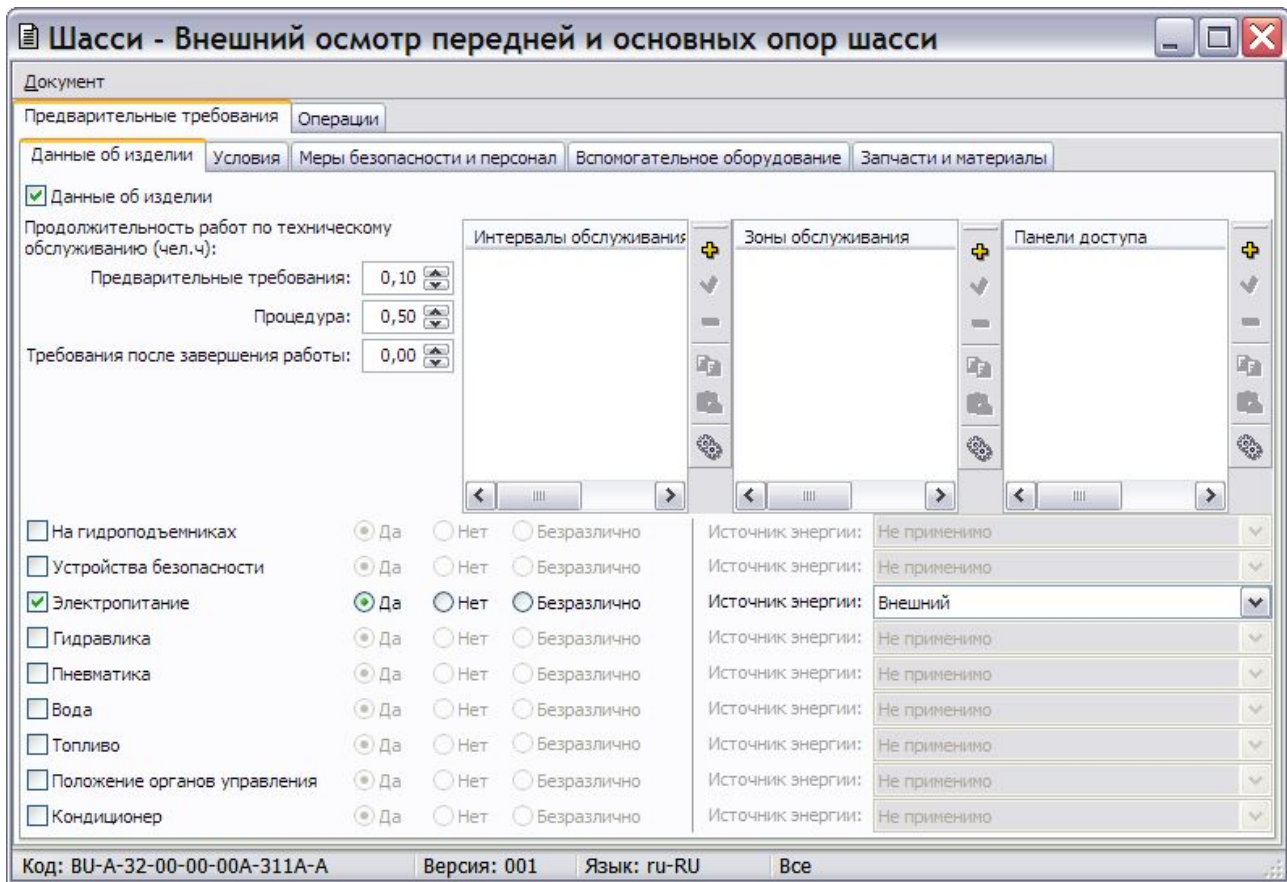 Шасси - Внешний осмотр передней и основных опор шасси
Документ
Предварительные требования Операции
Данные об изделии Условия Меры безопасности и персонал Вспомогательное оборудование Запчасти и материалы
Данные об изделии
Продолжительность работ по техническому
обслуживанию (чел.ч):
Предварительные требования: 0,10
Процедура: 0,50
Требования после завершения работы: 0,00
Интервалы обслуживания Зоны обслуживания Панели доступа
На гидроподъемниках Да Нет Безразлично Источник энергии: Не применимо
Устройства безопасности Да Нет Безразлично Источник энергии: Не применимо
Электропитание Да Нет Безразлично Источник энергии: Внешний
Гидравлика Да Нет Безразлично Источник энергии: Не применимо
Пневматика Да Нет Безразлично Источник энергии: Не применимо
Вода Да Нет Безразлично Источник энергии: Не применимо
Топливо Да Нет Безразлично Источник энергии: Не применимо
Положение органов управления Да Нет Безразлично Источник энергии: Не применимо
Кондиционер Да Нет Безразлично Источник энергии: Не применимо
Код: BU-A-32-00-00-00A-311A-A Версия: 001 Язык: ru-RU Все